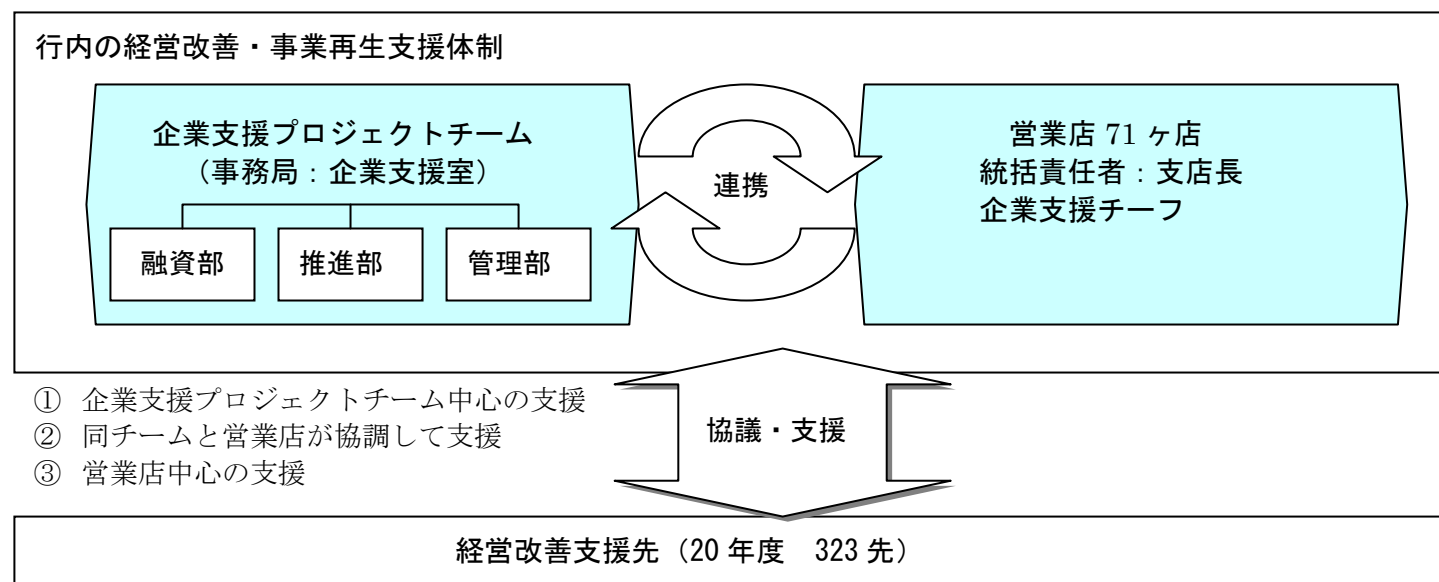 行内の経営改善・事業再生支援体制
企業支援プロジェクトチーム
（事務局：企業支援室）
融資部
推進部
管理部
連携
営業店 71 ヶ店
統括責任者：支店長
企業支援チーフ
① 企業支援プロジェクトチーム中心の支援
② 同チームと営業店が協調して支援
③ 営業店中心の支援
協議・支援
経営改善支援先（20 年度　323 先）